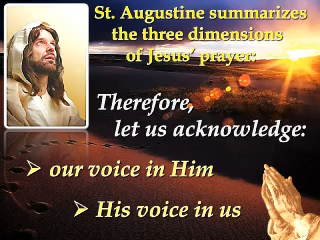 St. Augustine summarizes
the three dimensions
of Jesus’ prayer:
Therefore,
let us acknowledge:
➢ our voice in Him
➢ His voice in us